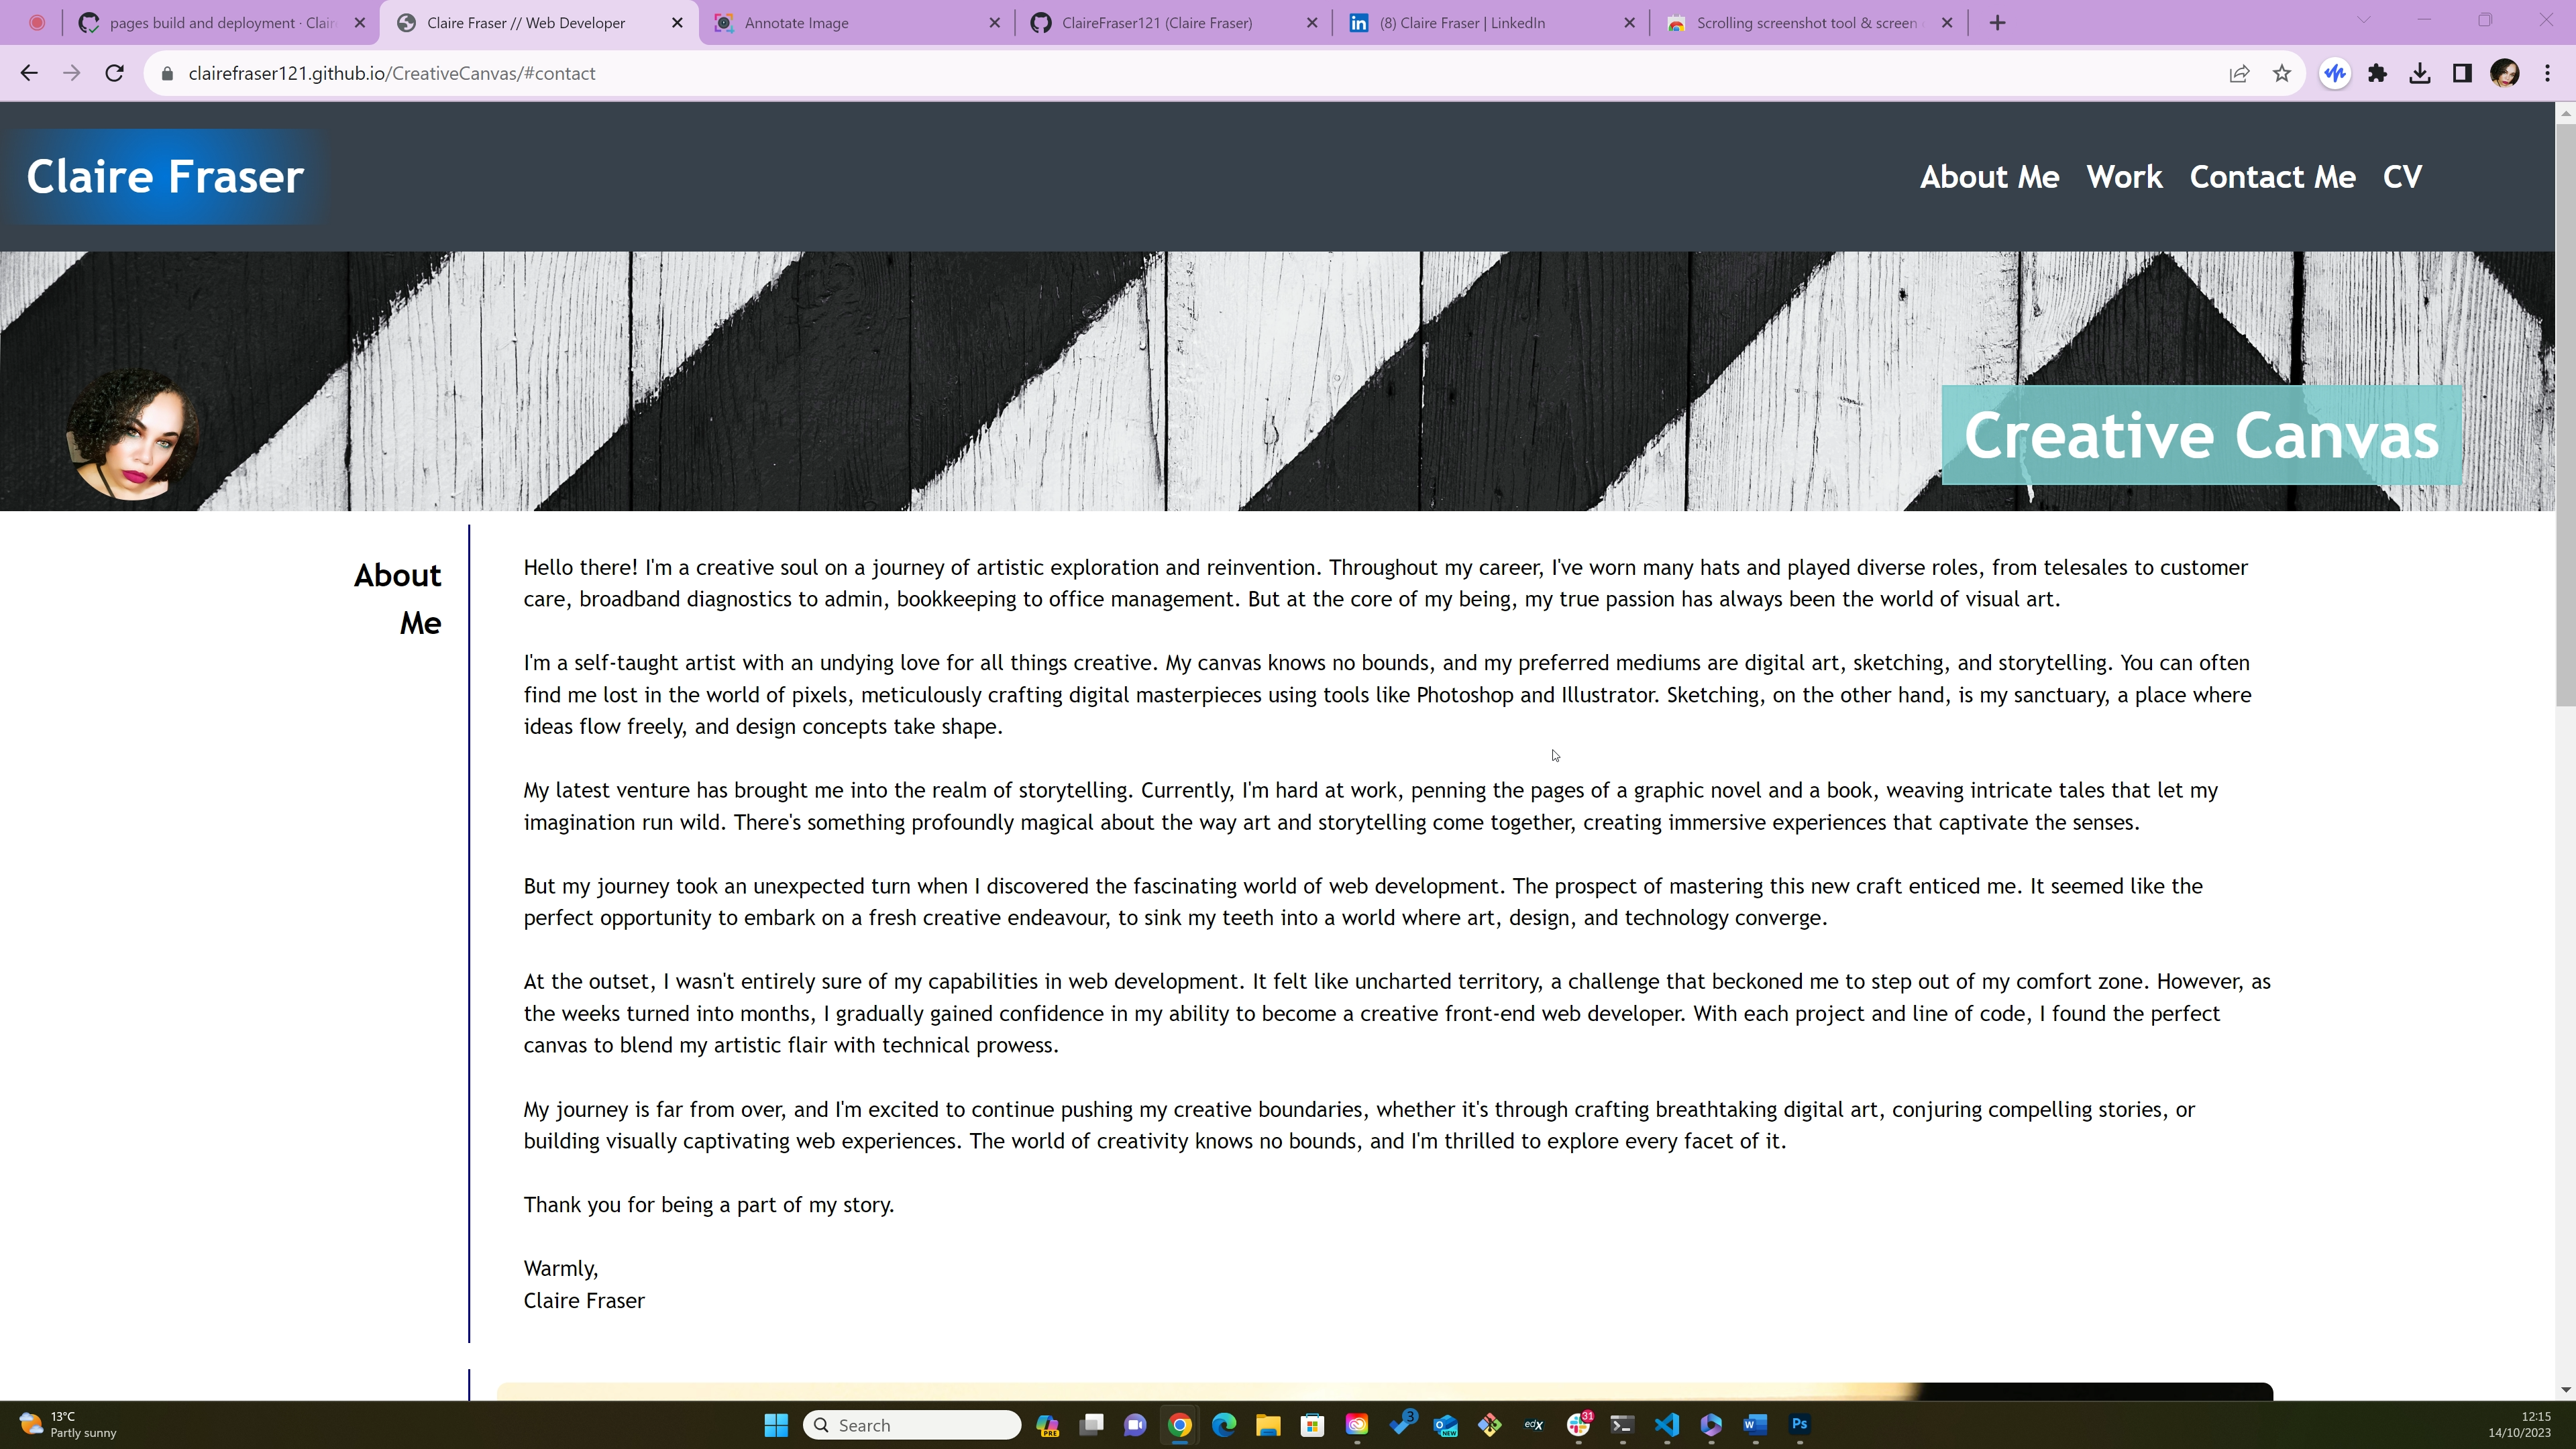 pages build and deployment · Clair
Claire Fraser // Web Developer
Annotate Image
ClaireFraser121 (Claire Fraser)
(8) Claire Fraser | LinkedIn
Scrolling screenshot tool & screen
clairefraser121.github.io/CreativeCanvas/#contact
Claire Fraser
About Me Work Contact Me CV
Creative Canvas
About
Me
Hello there! I'm a creative soul on a journey of artistic exploration and reinvention. Throughout my career, I've worn many hats and played diverse roles, from telesales to customer
care, broadband diagnostics to admin, bookkeeping to office management. But at the core of my being, my true passion has always been the world of visual art.
I'm a self-taught artist with an undying love for all things creative. My canvas knows no bounds, and my preferred mediums are digital art, sketching, and storytelling. You can often
find me lost in the world of pixels, meticulously crafting digital masterpieces using tools like Photoshop and Illustrator. Sketching, on the other hand, is my sanctuary, a place where
ideas flow freely, and design concepts take shape.
My latest venture has brought me into the realm of storytelling. Currently, I'm hard at work, penning the pages of a graphic novel and a book, weaving intricate tales that let my
imagination run wild. There's something profoundly magical about the way art and storytelling come together, creating immersive experiences that captivate the senses.
But my journey took an unexpected turn when I discovered the fascinating world of web development. The prospect of mastering this new craft enticed me. It seemed like the
perfect opportunity to embark on a fresh creative endeavour, to sink my teeth into a world where art, design, and technology converge.
At the outset, I wasn't entirely sure of my capabilities in web development. It felt like uncharted territory, a challenge that beckoned me to step out of my comfort zone. However, as
the weeks turned into months, I gradually gained confidence in my ability to become a creative front-end web developer. With each project and line of code, I found the perfect
canvas to blend my artistic flair with technical prowess.
My journey is far from over, and I'm excited to continue pushing my creative boundaries, whether it's through crafting breathtaking digital art, conjuring compelling stories, or
building visually captivating web experiences. The world of creativity knows no bounds, and I'm thrilled to explore every facet of it.
Thank you for being a part of my story.
Warmly,
Claire Fraser
13°C
Partly sunny
Search
PRE
3
NEW
edX
31
W
Ps
12:15
14/10/2023